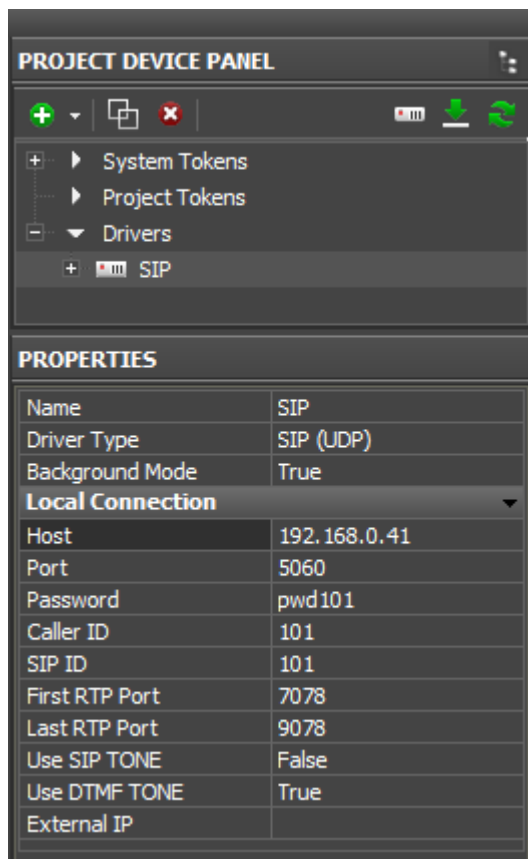 PROJECT DEVICE PANEL
System Tokens
Project Tokens
Drivers
SIP
PROPERTIES
Name SIP
Driver Type SIP (UDP)
Background Mode True
Local Connection
Host 192.168.0.41
Port 5060
Password pwd101
Caller ID 101
SIP ID 101
First RTP Port 7078
Last RTP Port 9078
Use SIP TONE False
Use DTMF TONE True
External IP